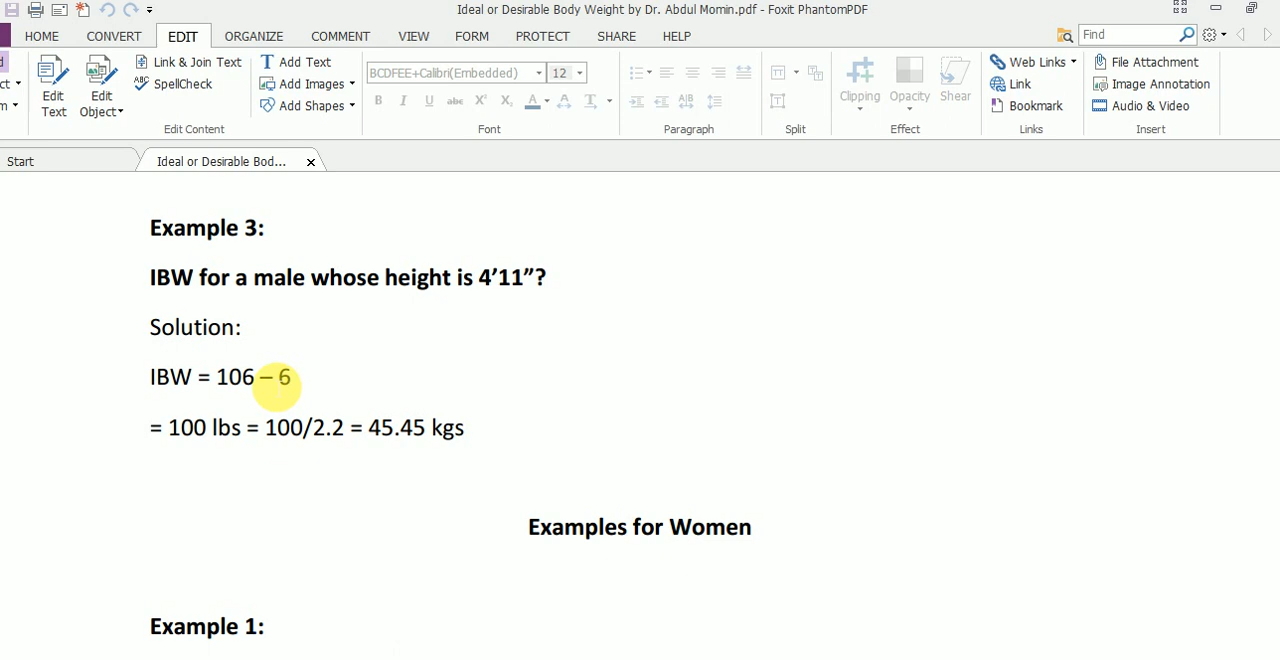 Ideal or Desirable Body Weight by Dr. Abdul Momin.pdf - Foxit PhantomPDF
HOME CONVERT EDIT ORGANIZE COMMENT VIEW FORM PROTECT SHARE HELP
Find
Edit Text
Edit Object
Link & Join Text
SpellCheck
Edit Content
Add Text
Add Images
Add Shapes
BCDFEE+Calibri(Embedded) 12
B I U abc X² X₂ A A T
Font
Paragraph
Split
Clipping Opacity Shear
Effect
Web Links
Link
Bookmark
Links
File Attachment
Image Annotation
Audio & Video
Insert
Start
Ideal or Desirable Bod... ×
Example 3:
IBW for a male whose height is 4’11”?
Solution:
IBW = 106 – 6
= 100 lbs = 100/2.2 = 45.45 kgs
Examples for Women
Example 1: